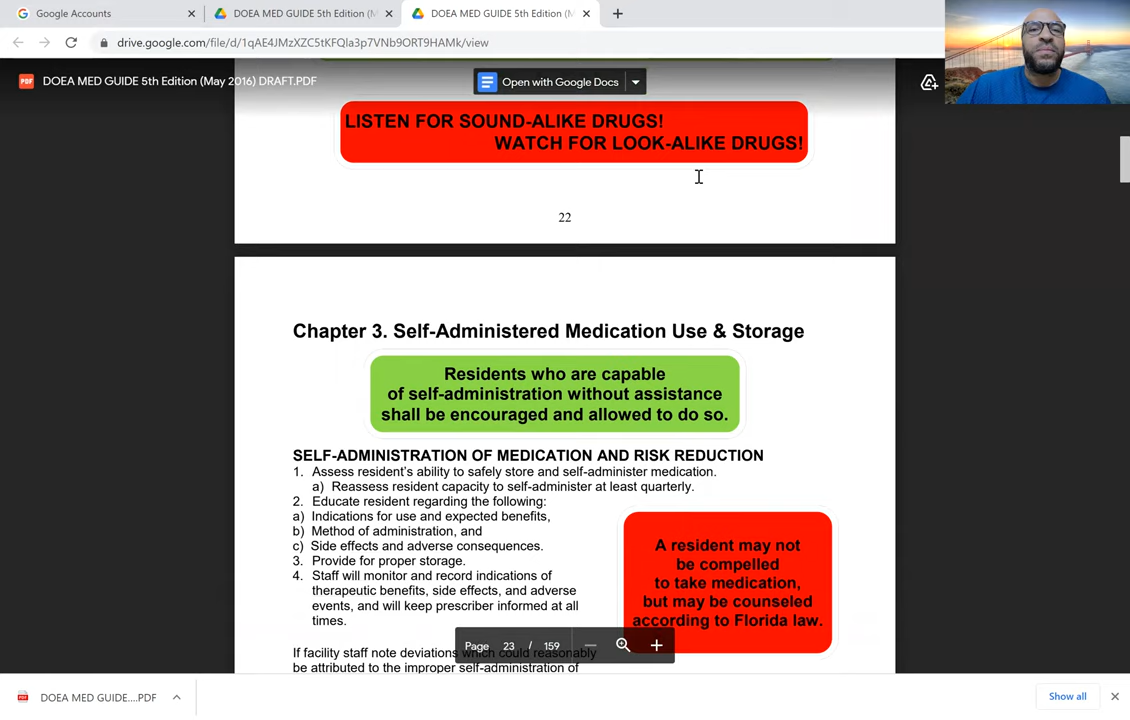 Google Accounts
DOEA MED GUIDE 5th Edition (M
DOEA MED GUIDE 5th Edition (M
drive.google.com/file/d/1qAE4JMzXZC5tKFQla3p7VNb9ORT9HAMk/view
DOEA MED GUIDE 5th Edition (May 2016) DRAFT.PDF
Open with Google Docs
LISTEN FOR SOUND-ALIKE DRUGS!
WATCH FOR LOOK-ALIKE DRUGS!
22
Chapter 3. Self-Administered Medication Use & Storage
Residents who are capable
of self-administration without assistance
shall be encouraged and allowed to do so.
SELF-ADMINISTRATION OF MEDICATION AND RISK REDUCTION
1. Assess resident's ability to safely store and self-administer medication.
a) Reassess resident capacity to self-administer at least quarterly.
2. Educate resident regarding the following:
a) Indications for use and expected benefits,
b) Method of administration, and
c) Side effects and adverse consequences.
3. Provide for proper storage.
4. Staff will monitor and record indications of
therapeutic benefits, side effects, and adverse
events, and will keep prescriber informed at all
times.
A resident may not
be compelled
to take medication,
but may be counseled
according to Florida law.
If facility staff note deviations which could reasonably
be attributed to the improper self-administration of
Page 23 / 159
PDF
DOEA MED GUIDE....PDF
Show all